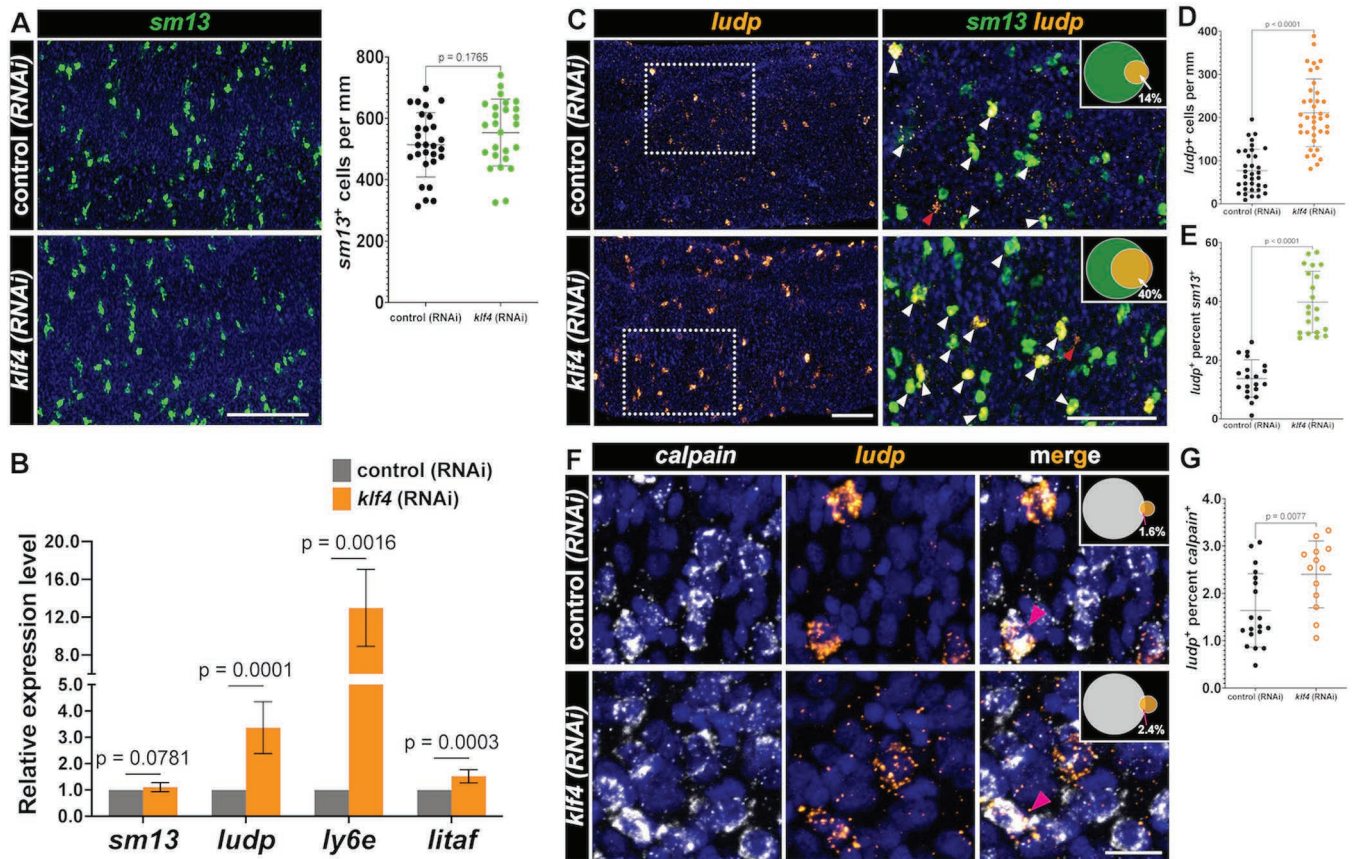 A
sm13
control (RNAi)
klf4 (RNAi)
sm13+ cells per mm
800
600
400
200
0
p = 0.1765
control (RNAi)
klf4 (RNAi)
B
control (RNAi)
klf4 (RNAi)
Relative expression level
20.0
18.0
16.0
14.0
12.0
10.0
8.0
5.0
4.0
3.0
2.0
1.0
0.0
p = 0.0781
p = 0.0001
p = 0.0016
p = 0.0003
sm13
ludp
ly6e
litaf
C
ludp
sm13 ludp
control (RNAi)
klf4 (RNAi)
14%
40%
D
ludp+ cells per mm
400
300
200
100
0
p < 0.0001
control (RNAi)
klf4 (RNAi)
E
ludp+ percent sm13+
60
40
20
0
p < 0.0001
control (RNAi)
klf4 (RNAi)
F
calpain
ludp
merge
control (RNAi)
klf4 (RNAi)
1.6%
2.4%
G
ludp+ percent calpain+
4.0
3.0
2.0
1.0
0.0
p = 0.0077
control (RNAi)
klf4 (RNAi)